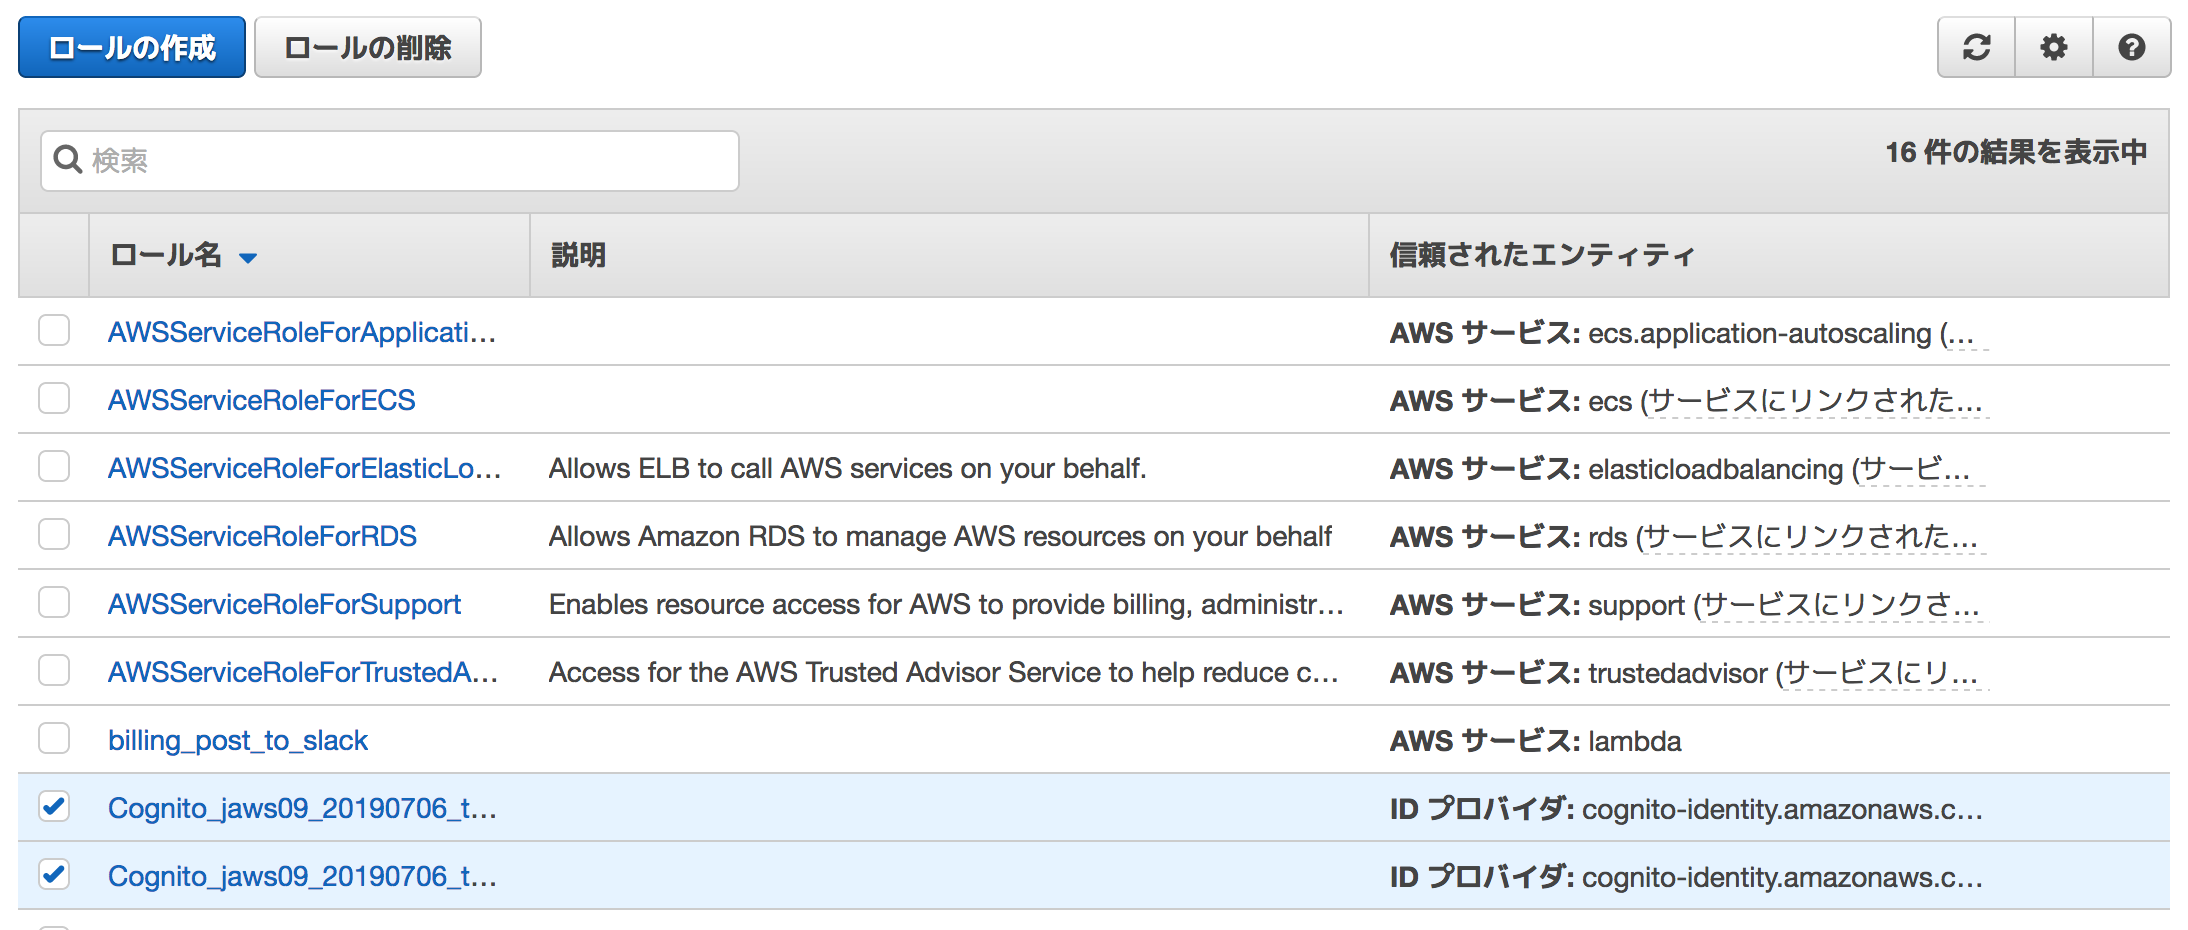 ロールの作成 ロールの削除
検索 16 件の結果を表示中
ロール名 説明 信頼されたエンティティ
AWSServiceRoleForApplicati... AWS サービス: ecs.application-autoscaling (...
AWSServiceRoleForECS AWS サービス: ecs (サービスにリンクされた...
AWSServiceRoleForElasticLo... Allows ELB to call AWS services on your behalf. AWS サービス: elasticloadbalancing (サービ...
AWSServiceRoleForRDS Allows Amazon RDS to manage AWS resources on your behalf AWS サービス: rds (サービスにリンクされた...
AWSServiceRoleForSupport Enables resource access for AWS to provide billing, administr... AWS サービス: support (サービスにリンクさ...
AWSServiceRoleForTrustedA... Access for the AWS Trusted Advisor Service to help reduce c... AWS サービス: trustedadvisor (サービスにリ...
billing_post_to_slack AWS サービス: lambda
Cognito_jaws09_20190706_t... ID プロバイダ: cognito-identity.amazonaws.c...
Cognito_jaws09_20190706_t... ID プロバイダ: cognito-identity.amazonaws.c...